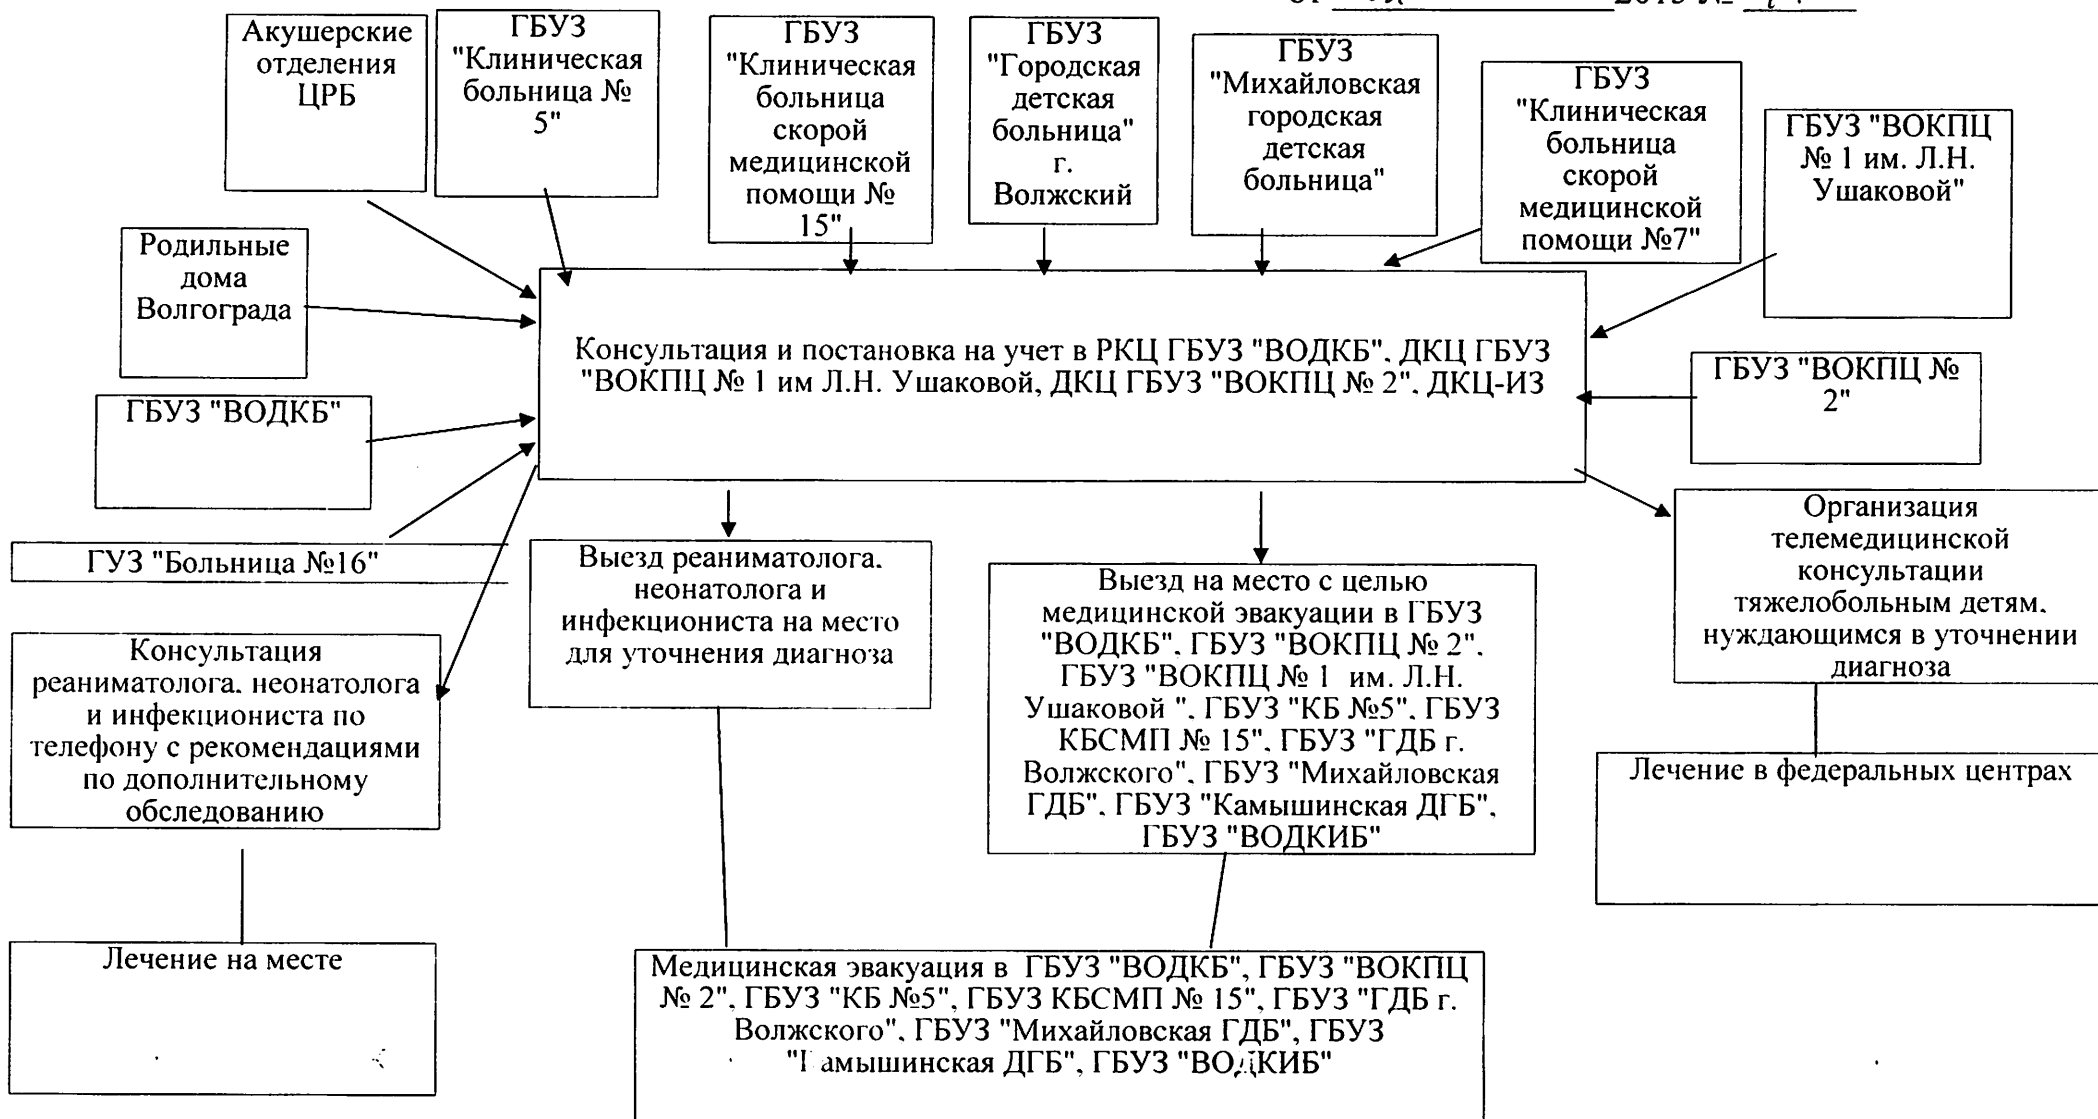 от 2013 №
Акушерские
отделения
ЦРБ
ГБУЗ
"Клиническая
больница №
5"
ГБУЗ
"Клиническая
больница
скорой
медицинской
помощи №
15"
ГБУЗ
"Городская
детская
больница"
г.
Волжский
ГБУЗ
"Михайловская
городская
детская
больница"
ГБУЗ
"Клиническая
больница
скорой
медицинской
помощи №7"
ГБУЗ "ВОКПЦ
№ 1 им. Л.Н.
Ушаковой"
Родильные
дома
Волгограда
Консультация и постановка на учет в РКЦ ГБУЗ "ВОДКБ", ДКЦ ГБУЗ
"ВОКПЦ № 1 им Л.Н. Ушаковой, ДКЦ ГБУЗ "ВОКПЦ № 2", ДКЦ-ИЗ
ГБУЗ "ВОКПЦ №
2"
ГБУЗ "ВОДКБ"
ГУЗ "Больница №16"
Консультация
реаниматолога, неонатолога
и инфекциониста по
телефону с рекомендациями
по дополнительному
обследованию
Выезд реаниматолога,
неонатолога и
инфекциониста на место
для уточнения диагноза
Выезд на место с целью
медицинской эвакуации в ГБУЗ
"ВОДКБ", ГБУЗ "ВОКПЦ № 2",
ГБУЗ "ВОКПЦ № 1 им. Л.Н.
Ушаковой ", ГБУЗ "КБ №5", ГБУЗ
КБСМП № 15", ГБУЗ "ГДБ г.
Волжского", ГБУЗ "Михайловская
ГДБ", ГБУЗ "Камышинская ДГБ",
ГБУЗ "ВОДКИБ"
Организация
телемедицинской
консультации
тяжелобольным детям,
нуждающимся в уточнении
диагноза
Лечение в федеральных центрах
Лечение на месте
Медицинская эвакуация в ГБУЗ "ВОДКБ", ГБУЗ "ВОКПЦ
№ 2", ГБУЗ "КБ №5", ГБУЗ КБСМП № 15", ГБУЗ "ГДБ г.
Волжского", ГБУЗ "Михайловская ГДБ", ГБУЗ
"Камышинская ДГБ", ГБУЗ "ВОДКИБ"